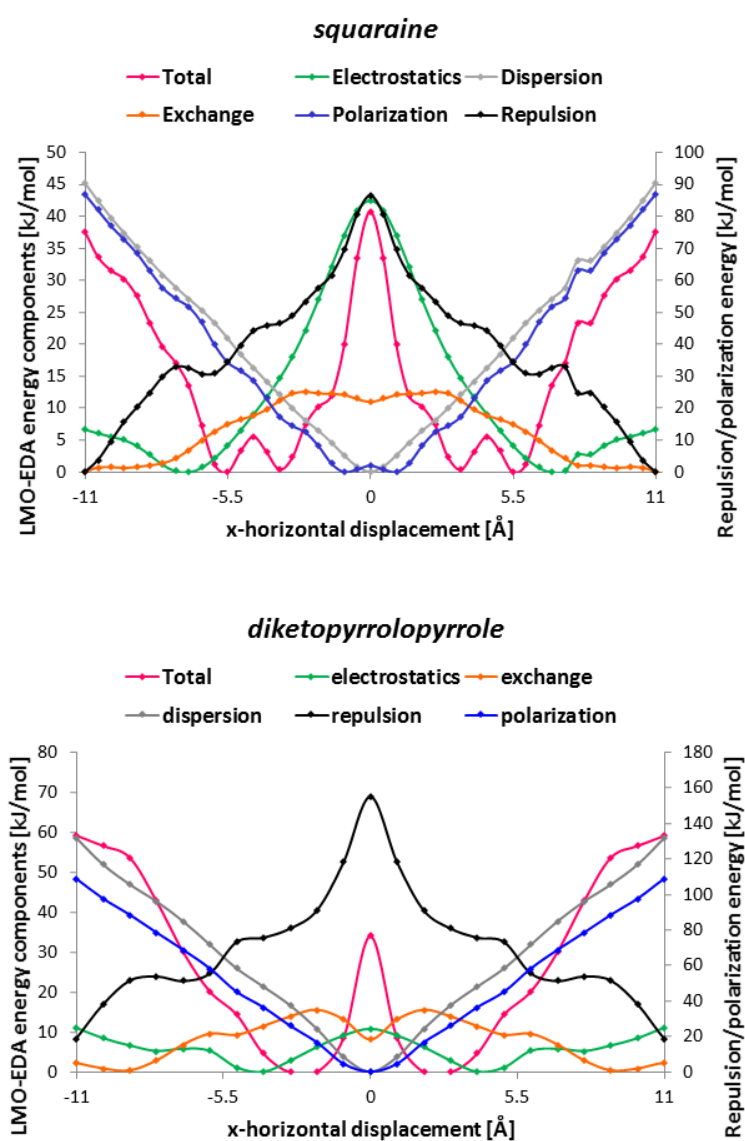 squaraine
Total Electrostatics Dispersion
Exchange Polarization Repulsion
LMO-EDA energy components [kJ/mol]
50 100
45 90
40 80
35 70
30 60
25 50
20 40
15 30
10 20
5 10
0 0
Repulsion/polarization energy [kJ/mol]
-11 -5.5 0 5.5 11
x-horizontal displacement [Å]
diketopyrrolopyrrole
Total electrostatics exchange
dispersion repulsion polarization
LMO-EDA energy components [kJ/mol]
80 180
70 160
60 140
50 120
40 100
30 80
20 60
10 40
0 20
0
Repulsion/polarization energy [kJ/mol]
-11 -5.5 0 5.5 11
x-horizontal displacement [Å]